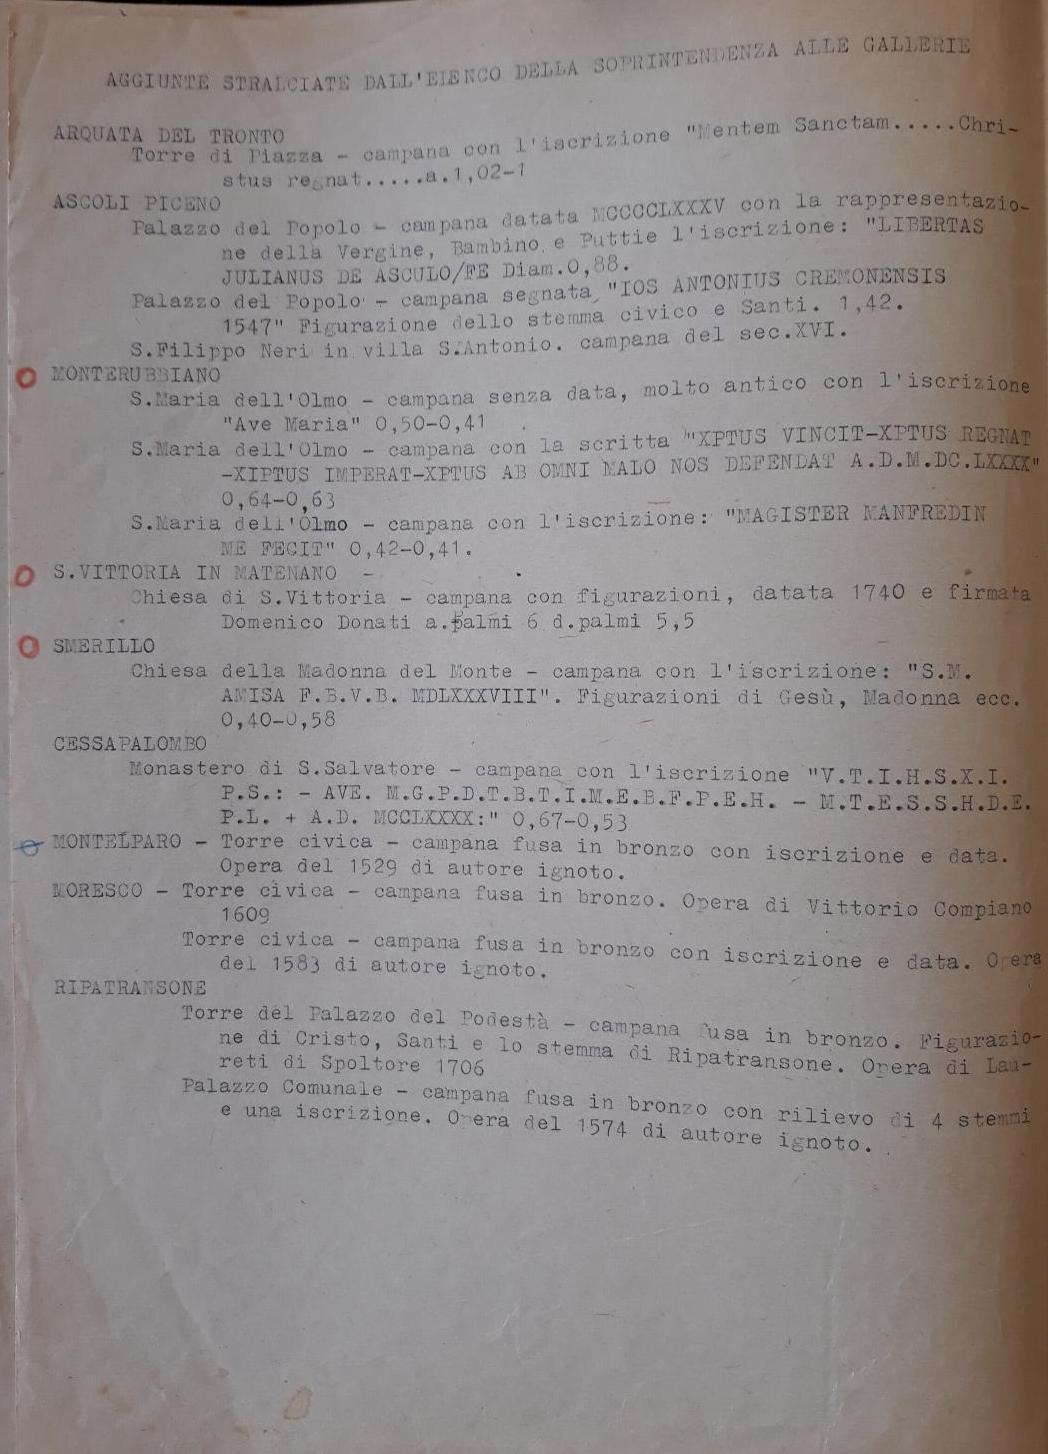 AGGIUNTE STRALCIATE DALL'ELENCO DELLA SOPRINTENDENZA ALLE GALLERIE
ARQUATA DEL TRONTO
Torre di Piazza - campana con l'iscrizione "Mentem Sanctam.....Chri-
stus regnat.....a.1,02-1
ASCOLI PICENO
Palazzo del Popolo - campana datata MCCCCLXXXV con la rappresentazio-
ne della Vergine, Bambino e Puttie l'iscrizione: "LIBERTAS
JULIANUS DE ASCULO/FE Diam.0,88.
Palazzo del Popolo - campana segnata "IOS ANTONIUS CREMONENSIS
1547" Figurazione dello stemma civico e Santi. 1,42.
S.Filippo Neri in villa S.Antonio. campana del sec.XVI.
MONTERUBBIANO
S.Maria dell'Olmo - campana senza data, molto antico con l'iscrizione
"Ave Maria" 0,50-0,41
S.Maria dell'Olmo - campana con la scritta "XPTUS VINCIT-XPTUS REGNAT
-XIPTUS IMPERAT-XPTUS AB OMNI MALO NOS DEFENDAT A.D.M.DC.LXXXX"
0,64-0,63
S.Maria dell'Olmo - campana con l'iscrizione: "MAGISTER MANFREDIN
ME FECIT" 0,42-0,41.
S.VITTORIA IN MATENANO -
Chiesa di S.Vittoria - campana con figurazioni, datata 1740 e firmata
Domenico Donati a.palmi 6 d.palmi 5,5
SMERILLO
Chiesa della Madonna del Monte - campana con l'iscrizione: "S.M.
AMISA F.B.V.B. MDLXXXVIII". Figurazioni di Gesù, Madonna ecc.
0,40-0,58
CESSAPALOMBO
Monastero di S.Salvatore - campana con l'iscrizione "V.T.I.H.S.X.I.
P.S.: - AVE. M.G.P.D.T.B.T.I.M.E.B.F.P.E.H. - M.T.E.S.S.H.D.E.
P.L. + A.D. MCCLXXXX:" 0,67-0,53
MONTELPARO - Torre civica - campana fusa in bronzo con iscrizione e data.
Opera del 1529 di autore ignoto.
MORESCO - Torre civica - campana fusa in bronzo. Opera di Vittorio Compiano
1609
Torre civica - campana fusa in bronzo con iscrizione e data. Opera
del 1583 di autore ignoto.
RIPATRANSONE
Torre del Palazzo del Podestà - campana fusa in bronzo. Figurazio-
ne di Cristo, Santi e lo stemma di Ripatransone. Opera di Lau-
reti di Spoltore 1706
Palazzo Comunale - campana fusa in bronzo con rilievo di 4 stemmi
e una iscrizione. Opera del 1574 di autore ignoto.